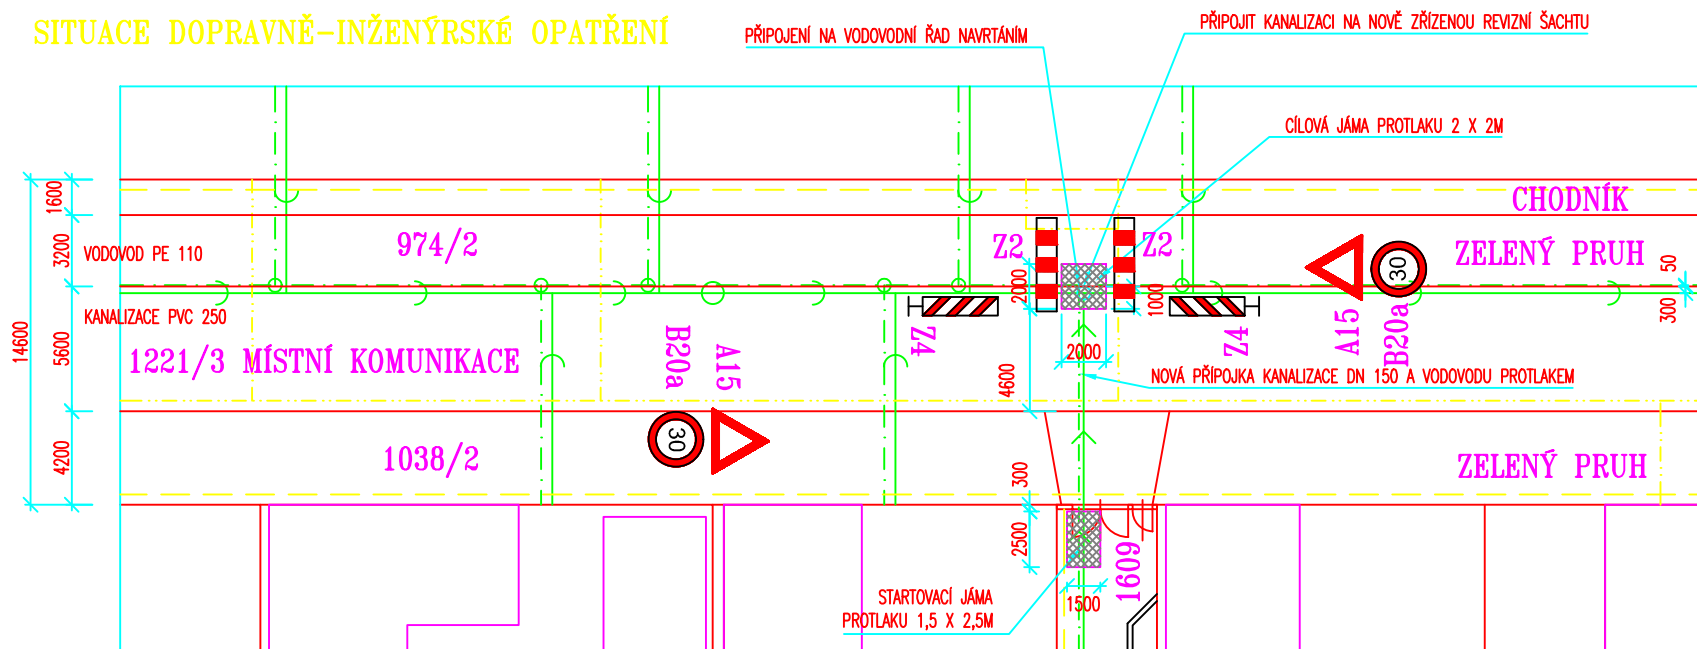 SITUACE DOPRAVNĚ-INŽENÝRSKÉ OPATŘENÍ
PŘIPOJENÍ NA VODOVODNÍ ŘAD NAVRTÁNÍM
PŘIPOJIT KANALIZACI NA NOVĚ ZŘÍZENOU REVIZNÍ ŠACHTU
CÍLOVÁ JÁMA PROTLAKU 2 X 2M
1600
CHODNÍK
3200
VODOVOD PE 110
974/2
Z2
Z2
ZELENÝ PRUH
30
50
2000
1000
300
KANALIZACE PVC 250
14600
5600
1221/3 MÍSTNÍ KOMUNIKACE
B20a
A15
Z4
2000
Z4
A15
B20a
4600
NOVÁ PŘÍPOJKA KANALIZACE DN 150 A VODOVODU PROTLAKEM
4200
1038/2
30
300
ZELENÝ PRUH
2500
1609
1500
STARTOVACÍ JÁMA
PROTLAKU 1,5 X 2,5M